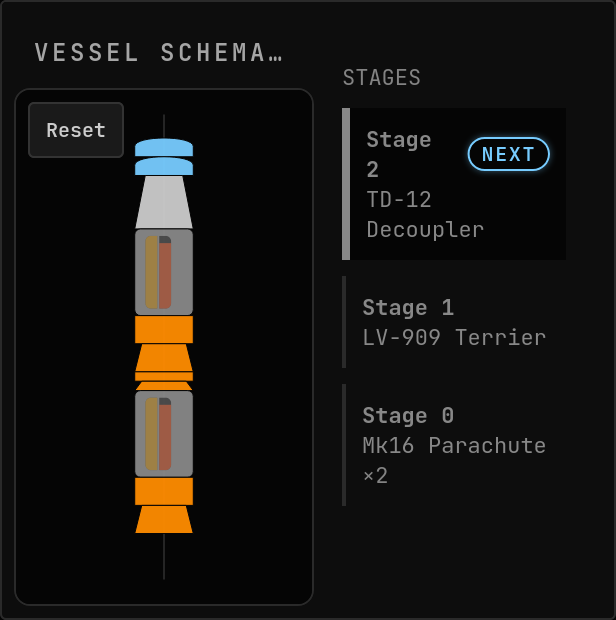 VESSEL SCHEMA…
Reset
STAGES
Stage
2
NEXT
TD-12
Decoupler
Stage 1
LV-909 Terrier
Stage 0
Mk16 Parachute
×2